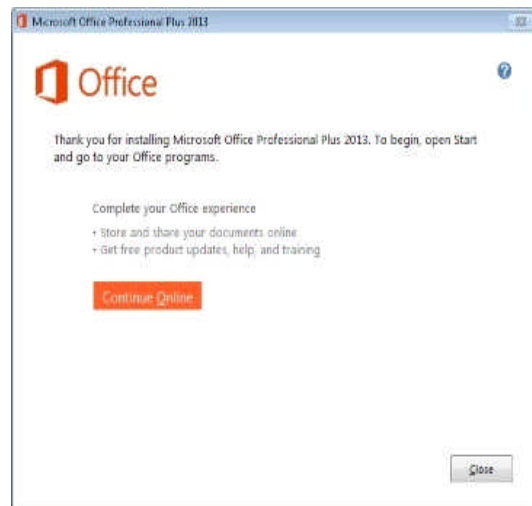 Microsoft Office Professional Plus 2013
Office
?
Thank you for installing Microsoft Office Professional Plus 2013. To begin, open Start
and go to your Office programs.
Complete your Office experience
• Store and share your documents online
• Get free product updates, help, and training
Continue Online
Close